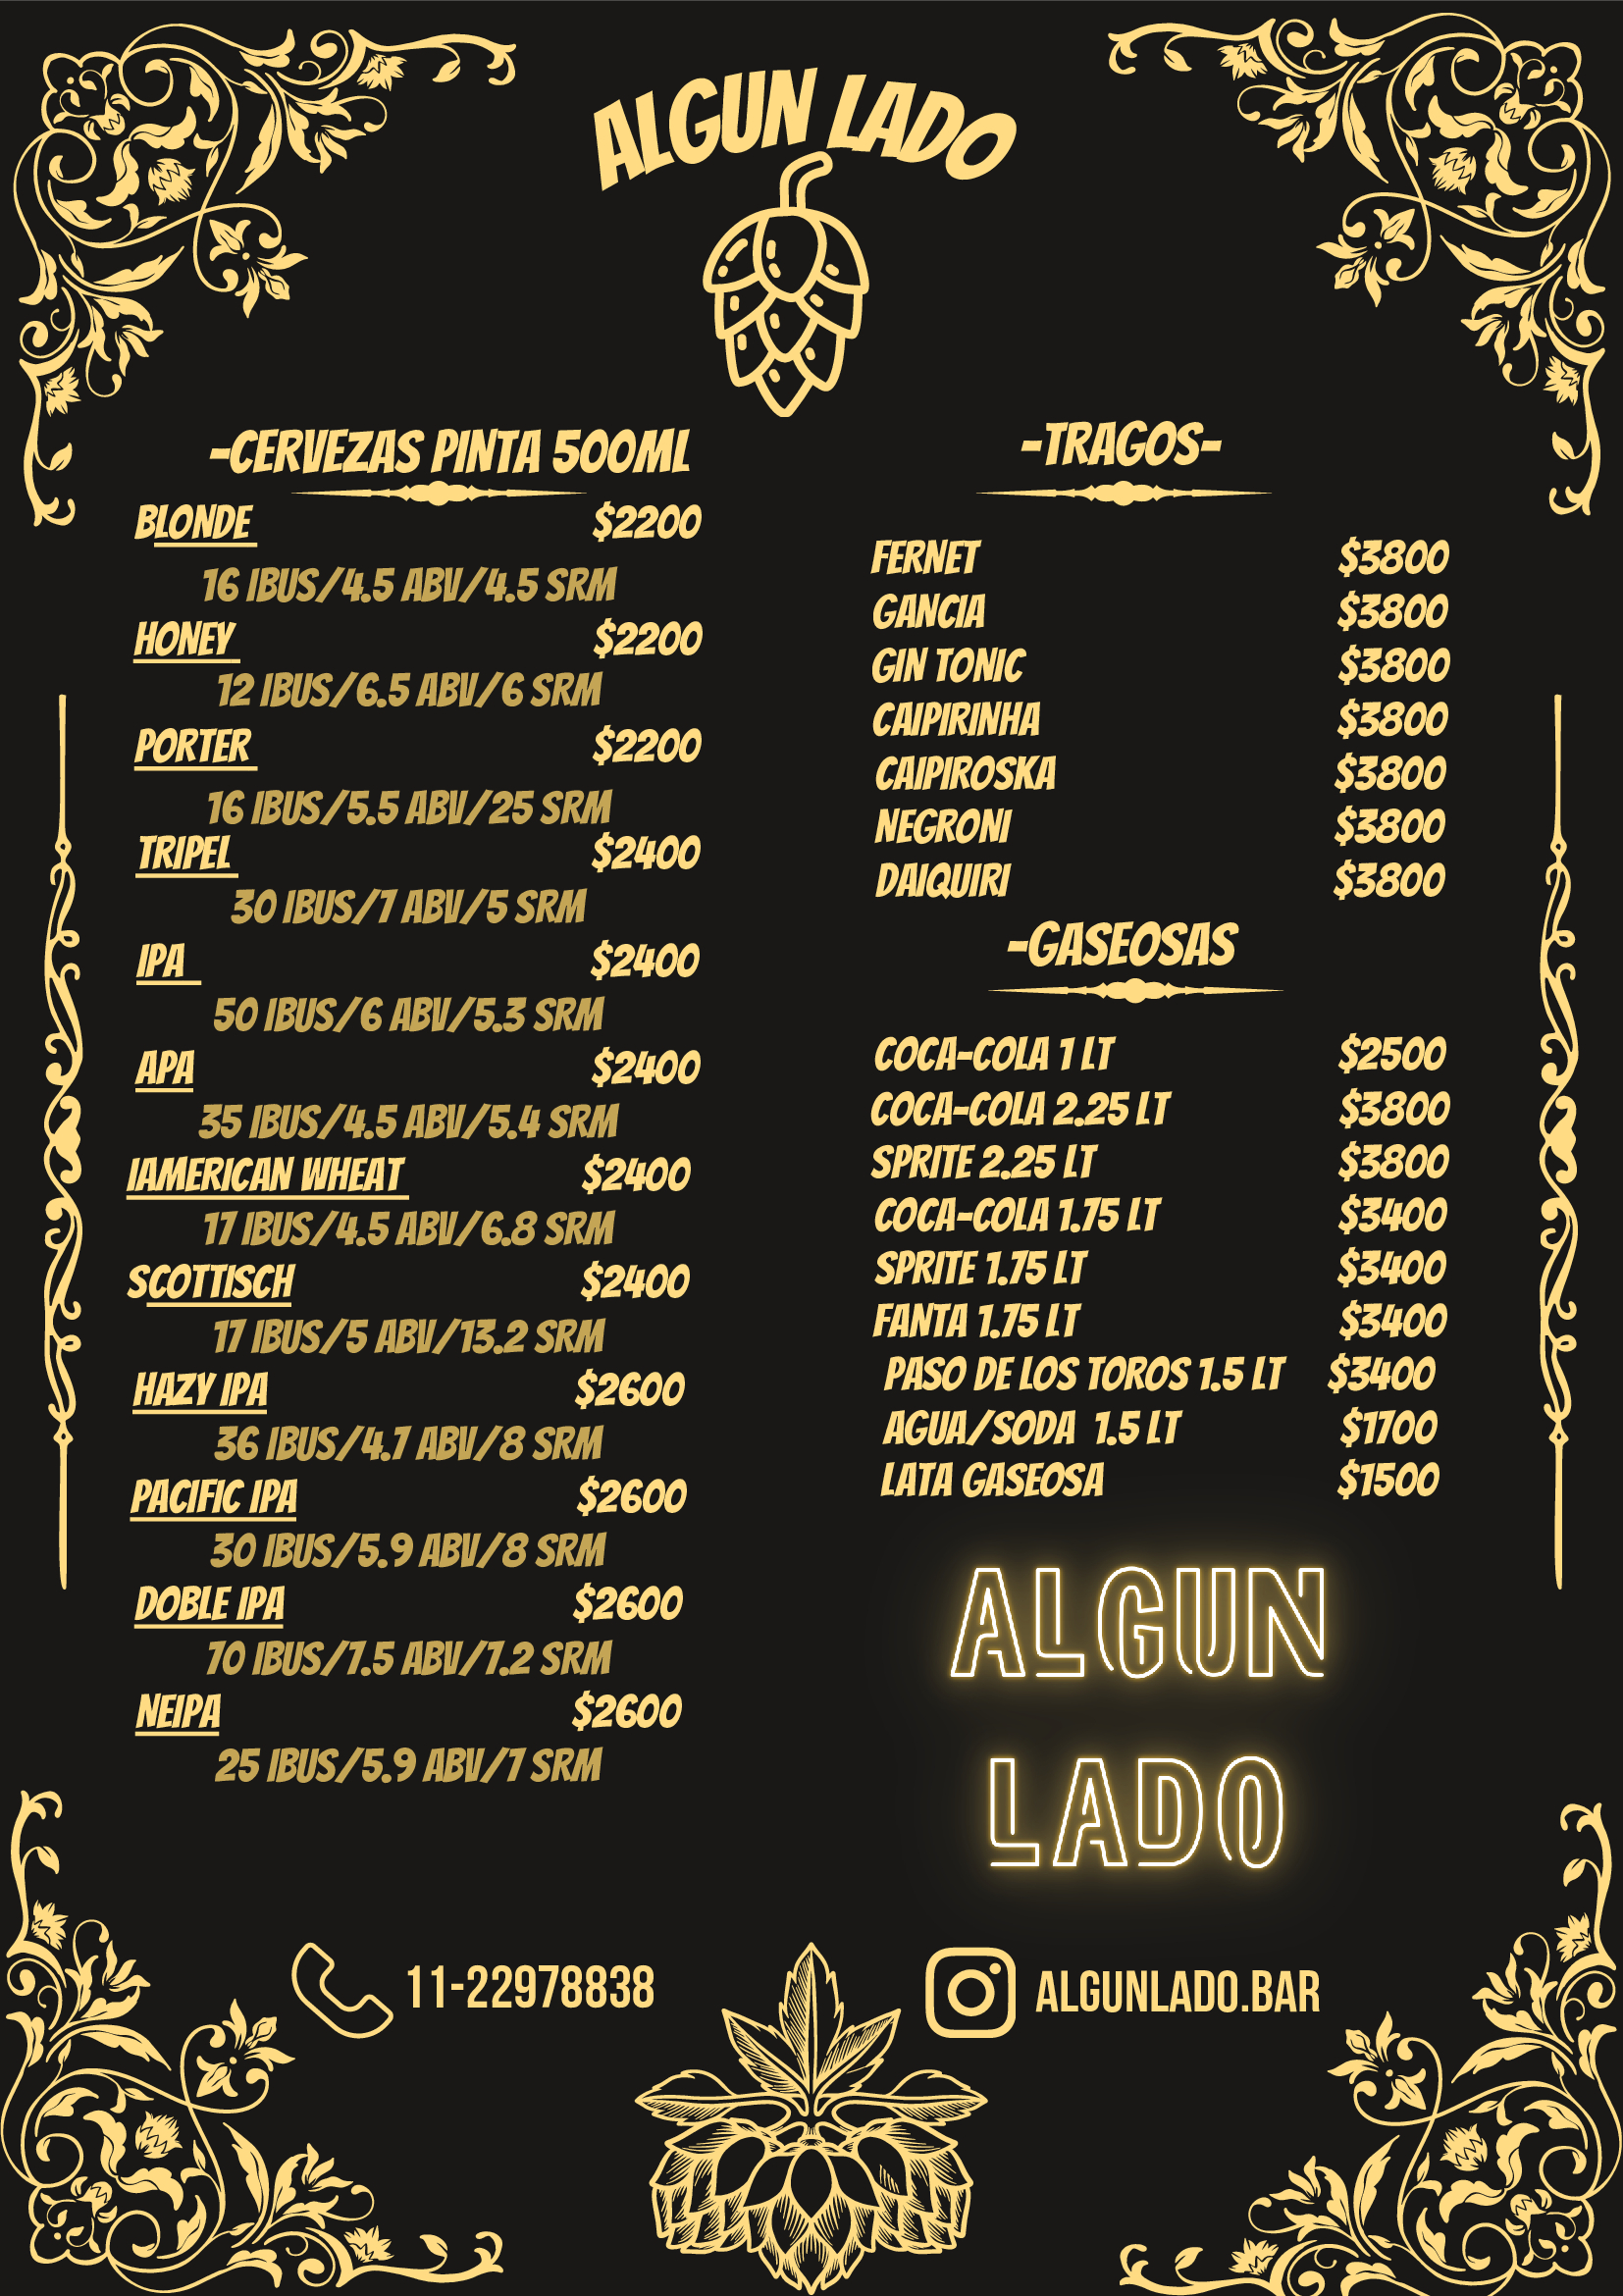 ALGUN LADO
-CERVEZAS PINTA 500ML
BLONDE $2200
16 IBUS/4.5 ABV/4.5 SRM
HONEY $2200
12 IBUS/6.5 ABV/6 SRM
PORTER $2200
16 IBUS/5.5 ABV/25 SRM
TRIPEL $2400
30 IBUS/7 ABV/5 SRM
IPA $2400
50 IBUS/6 ABV/5.3 SRM
APA $2400
35 IBUS/4.5 ABV/5.4 SRM
IAMERICAN WHEAT $2400
17 IBUS/4.5 ABV/6.8 SRM
SCOTTISCH $2400
17 IBUS/5 ABV/13.2 SRM
HAZY IPA $2600
36 IBUS/4.7 ABV/8 SRM
PACIFIC IPA $2600
30 IBUS/5.9 ABV/8 SRM
DOBLE IPA $2600
70 IBUS/7.5 ABV/7.2 SRM
NEIPA $2600
25 IBUS/5.9 ABV/7 SRM
-TRAGOS-
FERNET $3800
GANCIA $3800
GIN TONIC $3800
CAIPIRINHA $3800
CAIPIROSKA $3800
NEGRONI $3800
DAIQUIRI $3800
-GASEOSAS
COCA-COLA 1 LT $2500
COCA-COLA 2.25 LT $3800
SPRITE 2.25 LT $3800
COCA-COLA 1.75 LT $3400
SPRITE 1.75 LT $3400
FANTA 1.75 LT $3400
PASO DE LOS TOROS 1.5 LT $3400
AGUA/SODA 1.5 LT $1700
LATA GASEOSA $1500
ALGUN
LADO
11-22978838
ALGUNLADO.BAR